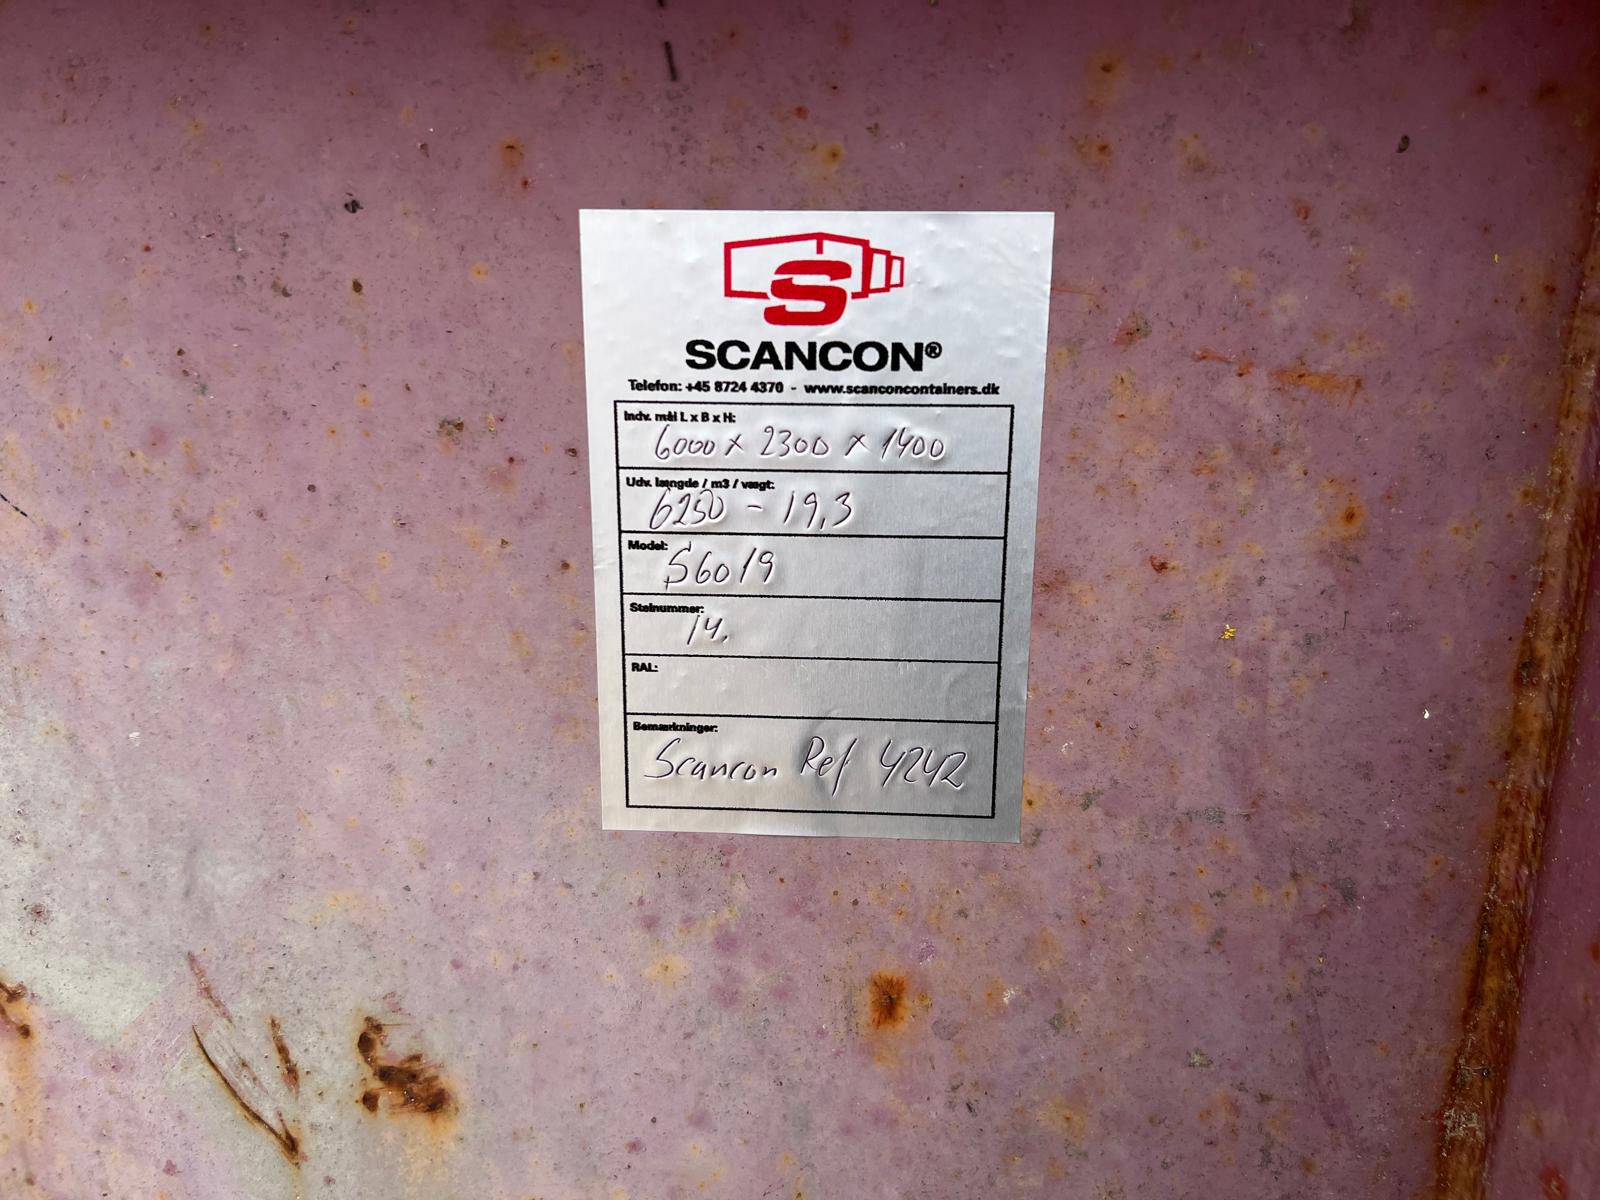 S
SCANCON®
Telefon: +45 8724 4370 - www.scanconcontainers.dk
Indv. mål L x B x H:
6000 x 2300 x 1400
Udv. længde / m3 / vægt:
6250 - 19,3
Model:
S6019
Stelnummer:
14.
RAL:
Bemærkninger:
Scancon Ref 4242